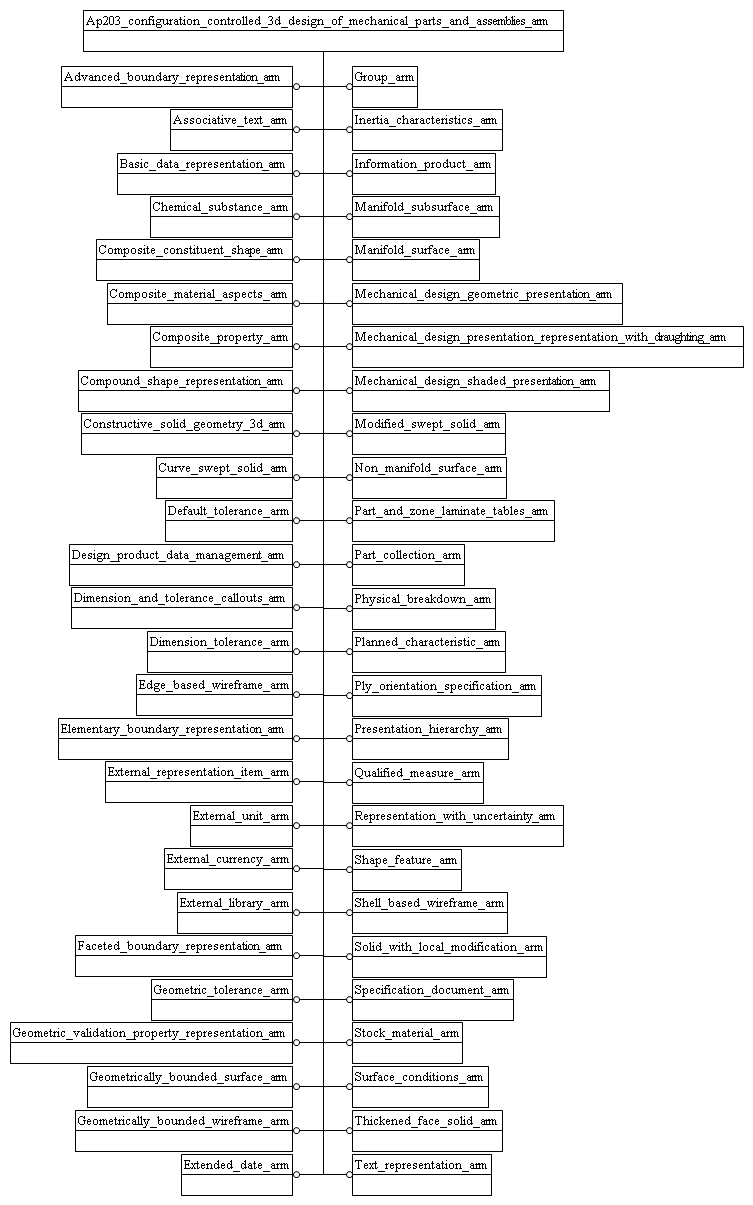 Ap203_configuration_controlled_3d_design_of_mechanical_parts_and_assemblies_arm
Advanced_boundary_representation_arm
Group_arm
Associative_text_arm
Inertia_characteristics_arm
Basic_data_representation_arm
Information_product_arm
Chemical_substance_arm
Manifold_subsurface_arm
Composite_constituent_shape_arm
Manifold_surface_arm
Composite_material_aspects_arm
Mechanical_design_geometric_presentation_arm
Composite_property_arm
Mechanical_design_presentation_representation_with_draughting_arm
Compound_shape_representation_arm
Mechanical_design_shaded_presentation_arm
Constructive_solid_geometry_3d_arm
Modified_swept_solid_arm
Curve_swept_solid_arm
Non_manifold_surface_arm
Default_tolerance_arm
Part_and_zone_laminate_tables_arm
Design_product_data_management_arm
Part_collection_arm
Dimension_and_tolerance_callouts_arm
Physical_breakdown_arm
Dimension_tolerance_arm
Planned_characteristic_arm
Edge_based_wireframe_arm
Ply_orientation_specification_arm
Elementary_boundary_representation_arm
Presentation_hierarchy_arm
External_representation_item_arm
Qualified_measure_arm
External_unit_arm
Representation_with_uncertainty_arm
External_currency_arm
Shape_feature_arm
External_library_arm
Shell_based_wireframe_arm
Faceted_boundary_representation_arm
Solid_with_local_modification_arm
Geometric_tolerance_arm
Specification_document_arm
Geometric_validation_property_representation_arm
Stock_material_arm
Geometrically_bounded_surface_arm
Surface_conditions_arm
Geometrically_bounded_wireframe_arm
Thickened_face_solid_arm
Extended_date_arm
Text_representation_arm